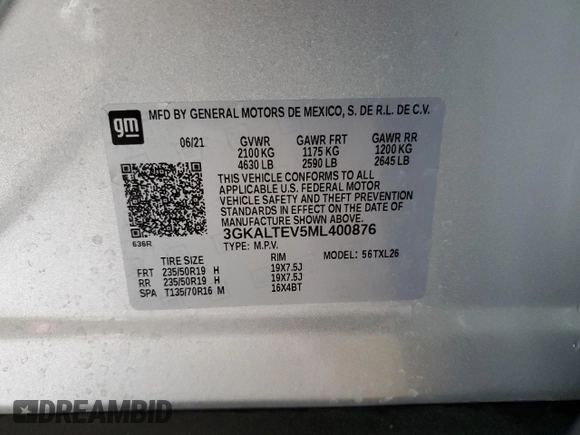 gm
MFD BY GENERAL MOTORS DE MEXICO, S. DE R.L. DE C.V.
06/21 GVWR GAWR FRT GAWR RR
2100 KG 1175 KG 1200 KG
4630 LB 2590 LB 2645 LB
THIS VEHICLE CONFORMS TO ALL
APPLICABLE U.S. FEDERAL MOTOR
VEHICLE SAFETY AND THEFT PREVENTION
STANDARDS IN EFFECT ON THE DATE OF
MANUFACTURE SHOWN ABOVE.
3GKALTEV5ML400876
636R TYPE: M.P.V.
TIRE SIZE RIM MODEL: 56TXL26
FRT 235/50R19 H 19X7.5J
RR 235/50R19 H 19X7.5J
SPA T135/70R16 M 16X4BT
DREAMBID